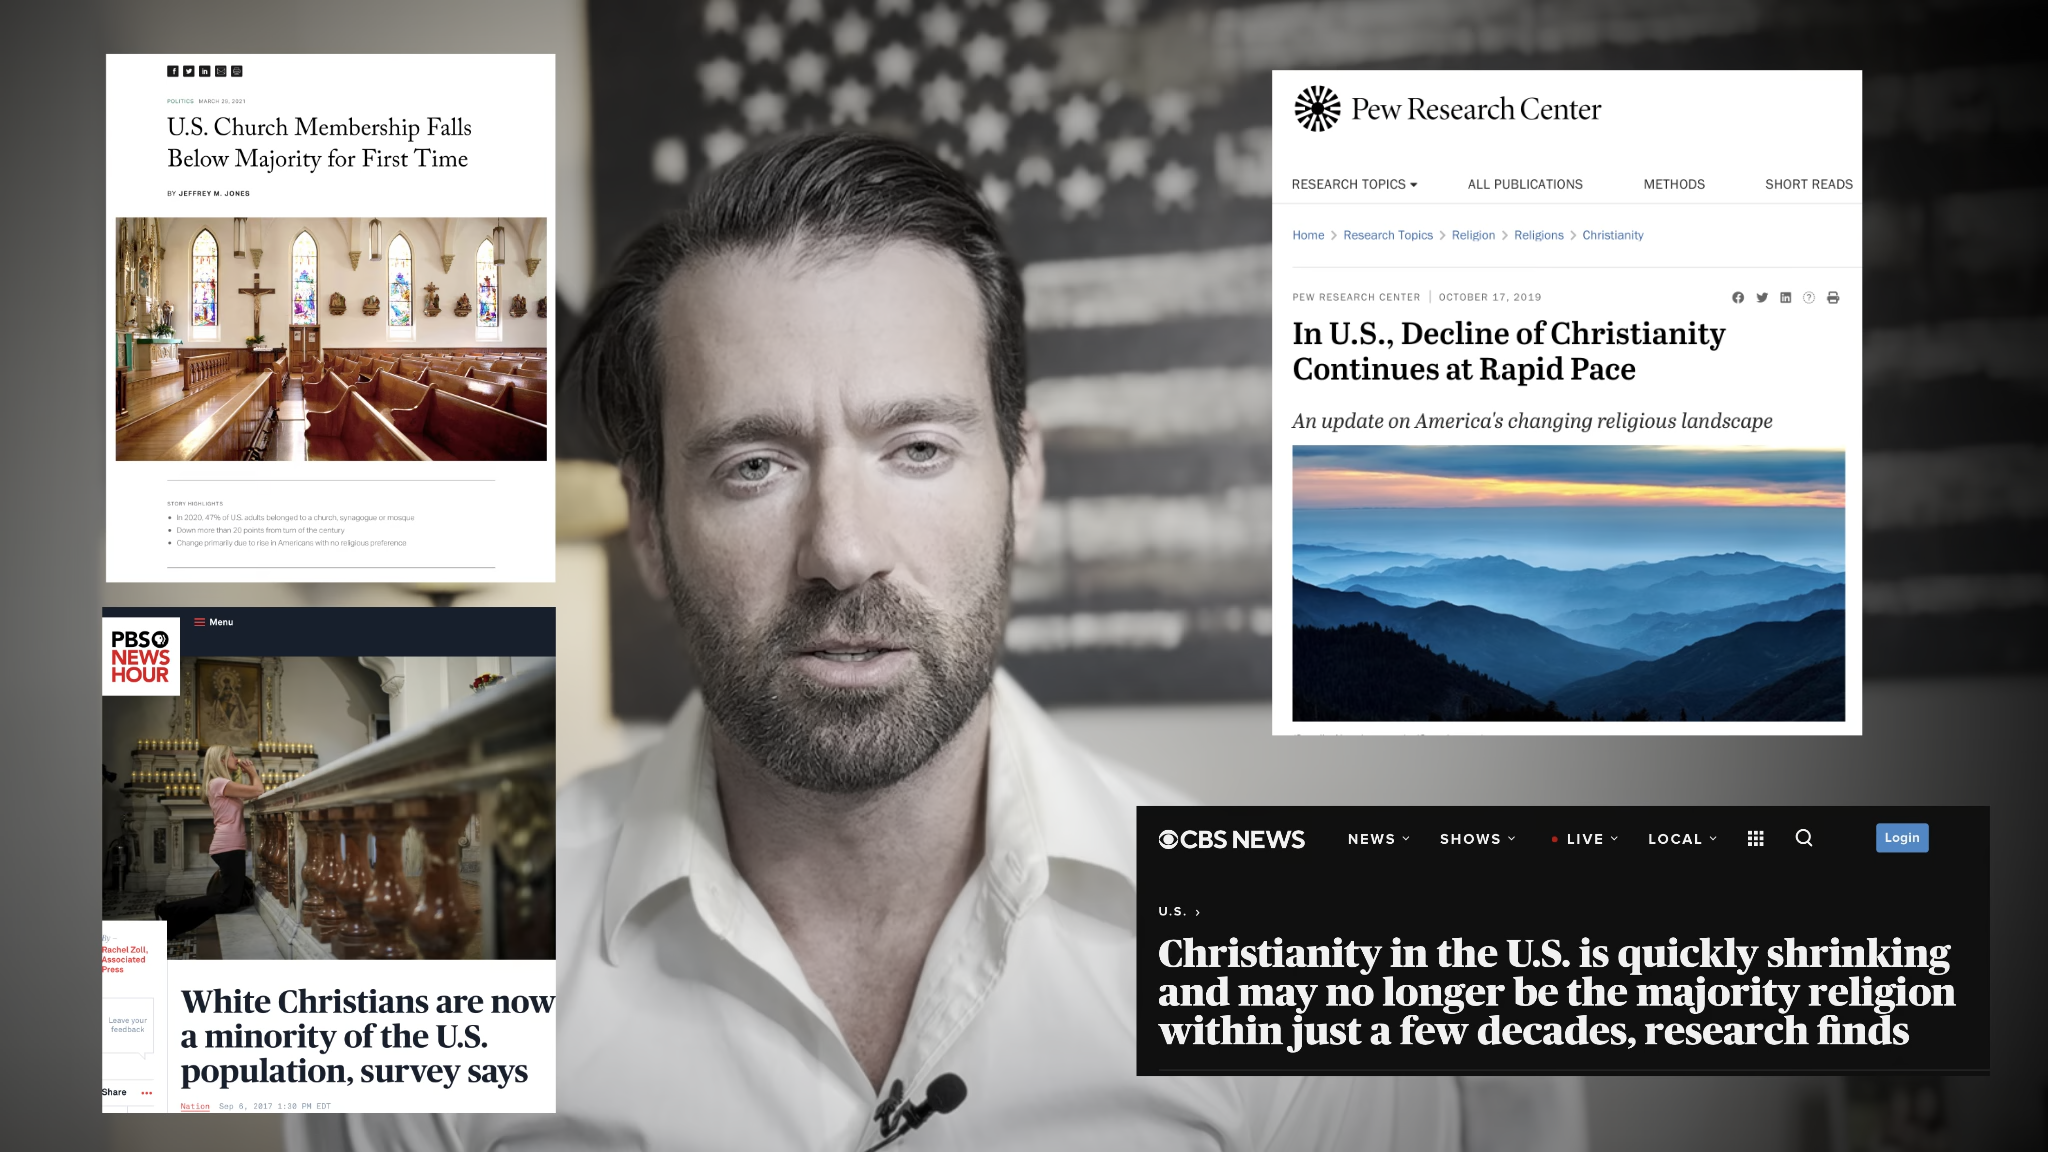 POLITICS MARCH 29, 2021
U.S. Church Membership Falls
Below Majority for First Time
BY JEFFREY M. JONES
STORY HIGHLIGHTS
In 2020, 47% of U.S. adults belonged to a church, synagogue or mosque
Down more than 20 points from turn of the century
Change primarily due to rise in Americans with no religious preference
PBS
NEWS
HOUR
Menu
By —
Rachel Zoll,
Associated
Press
Leave your
feedback
Share
White Christians are now
a minority of the U.S.
population, survey says
Nation Sep 6, 2017 1:30 PM EDT
Pew Research Center
RESEARCH TOPICS ALL PUBLICATIONS METHODS SHORT READS
Home > Research Topics > Religion > Religions > Christianity
PEW RESEARCH CENTER | OCTOBER 17, 2019
In U.S., Decline of Christianity
Continues at Rapid Pace
An update on America's changing religious landscape
CBS NEWS NEWS SHOWS LIVE LOCAL Login
U.S. ›
Christianity in the U.S. is quickly shrinking
and may no longer be the majority religion
within just a few decades, research finds